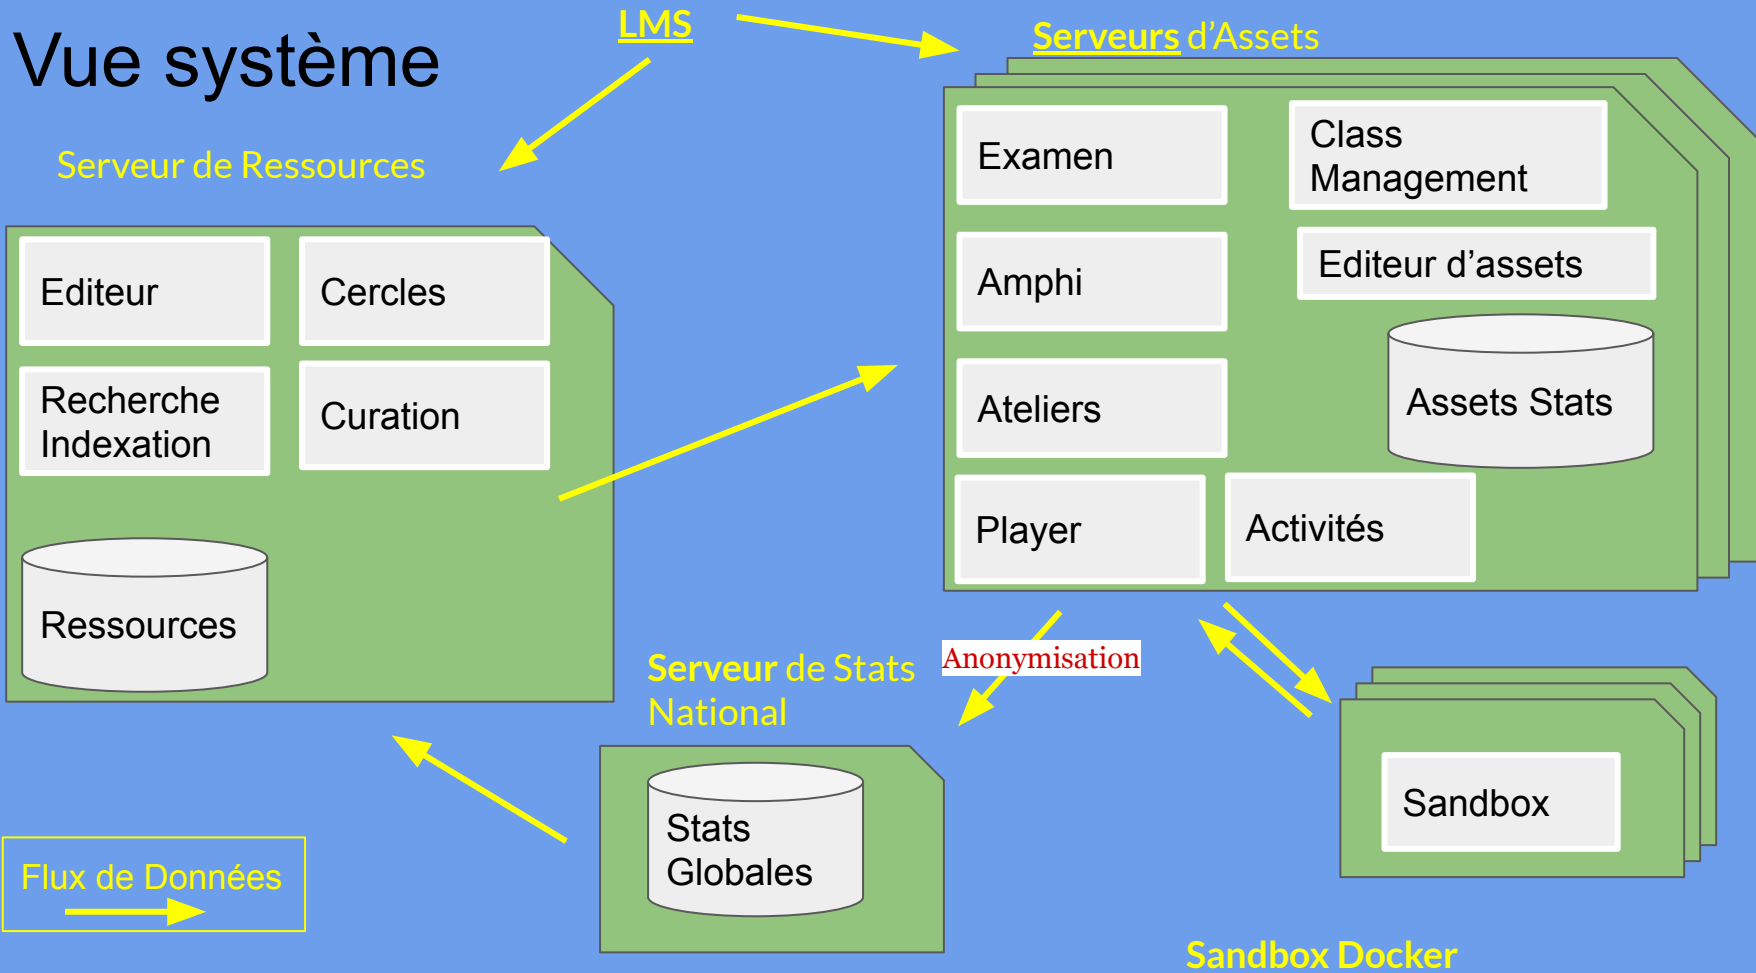 Vue système
LMS
Serveurs d'Assets
Serveur de Ressources
Editeur
Cercles
Recherche
Indexation
Curation
Ressources
Examen
Class
Management
Amphi
Editeur d'assets
Ateliers
Assets Stats
Player
Activités
Anonymisation
Serveur de Stats
National
Stats
Globales
Sandbox
Flux de Données
Sandbox Docker